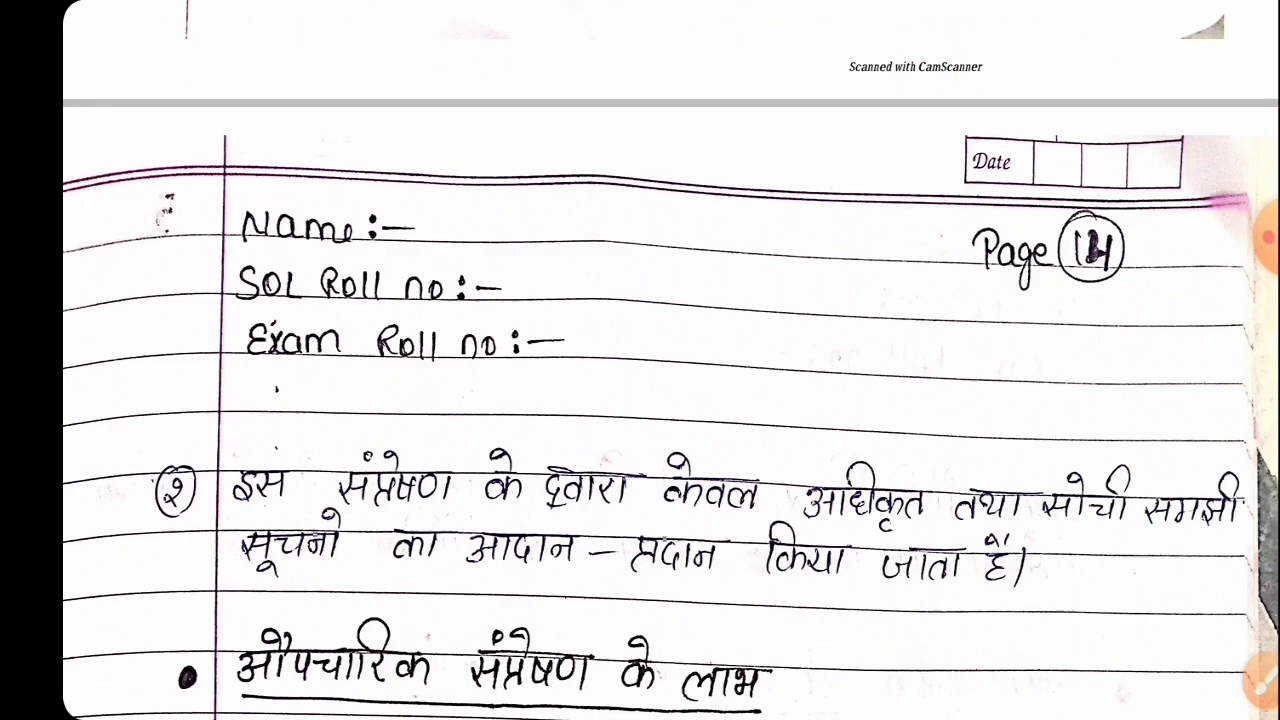 Scanned with CamScanner
Date
Name:-
Page 14
SOL Roll no:-
Exam Roll no:-
२ इस संप्रेषण के द्वारा केवल अधिकृत तथा सोची समझी
सूचनो का आदान - प्रदान किया जाता हैं।
• औपचारिक संप्रेषण के लाभ